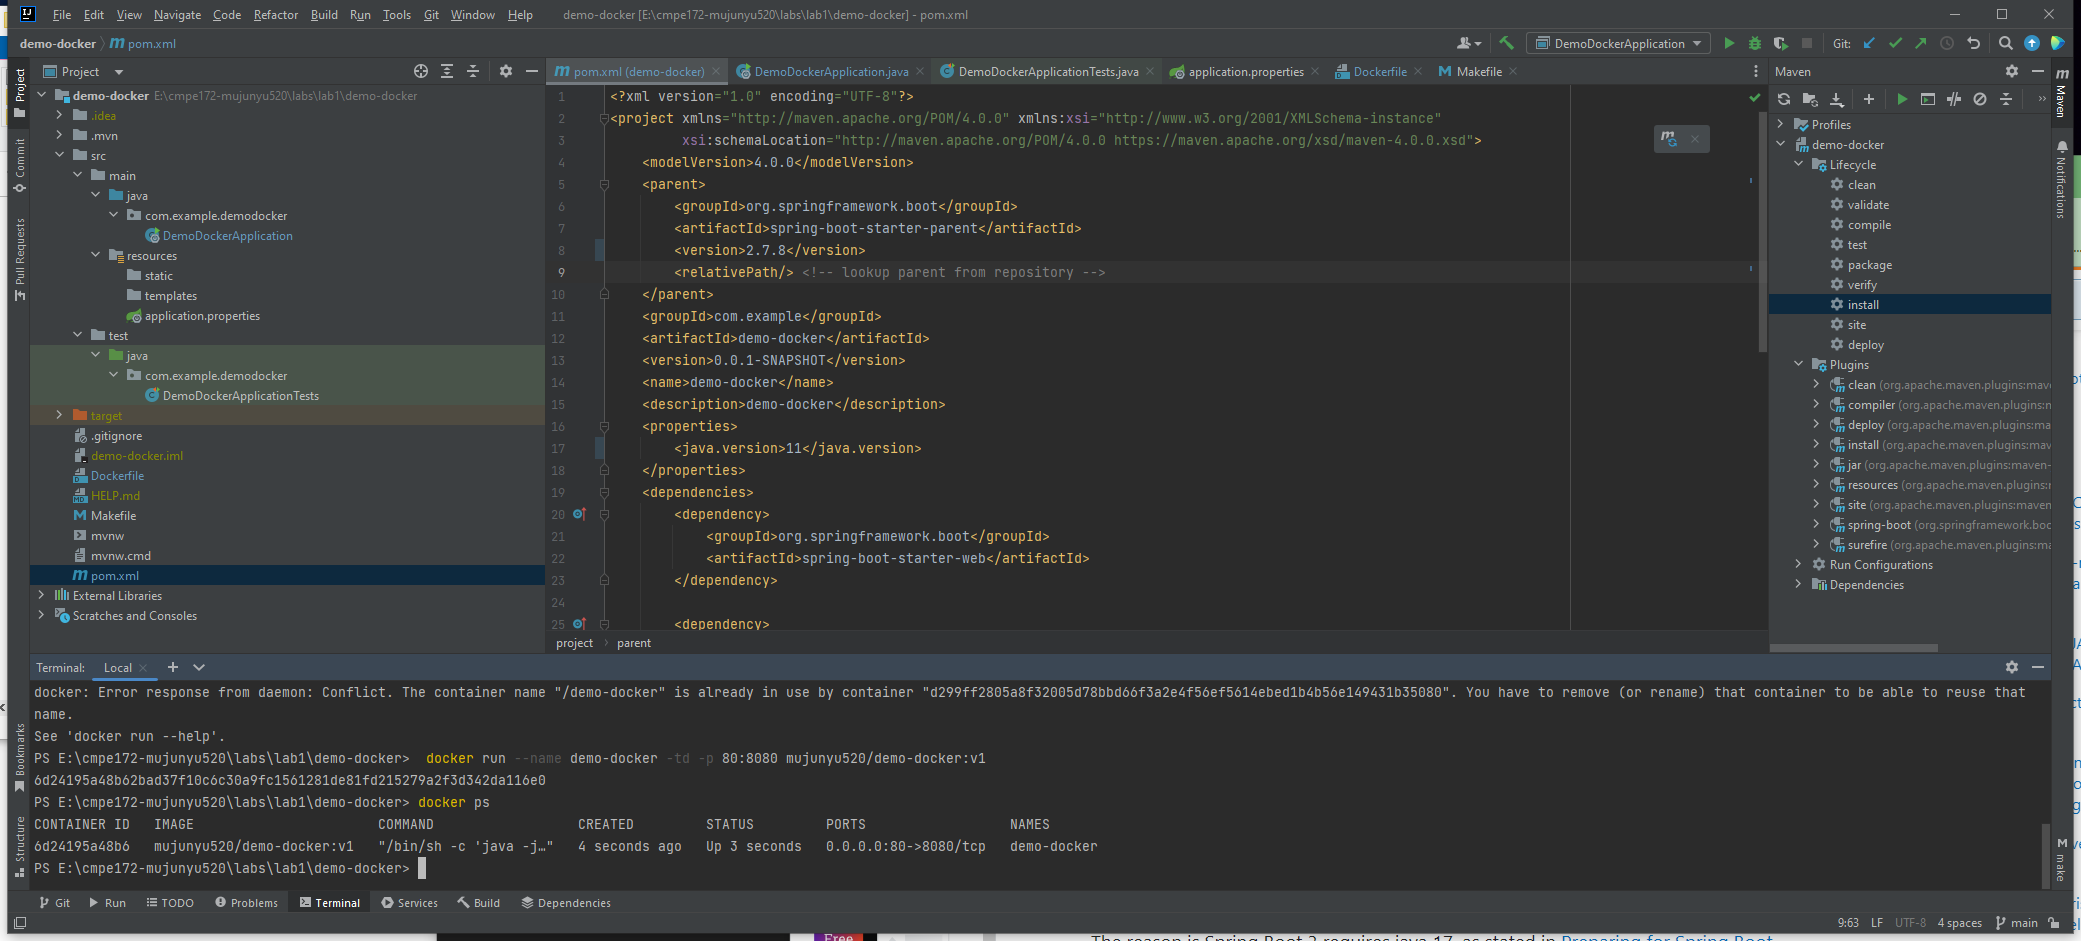 File Edit View Navigate Code Refactor Build Run Tools Git Window Help demo-docker [E:\cmpe172-mujunyu520\labs\lab1\demo-docker] - pom.xml
demo-docker pom.xml DemoDockerApplication Git:
Project
pom.xml (demo-docker) DemoDockerApplication.java DemoDockerApplicationTests.java application.properties Dockerfile Makefile
Maven
Project
Commit
Pull Request
Bookmarks
Structure
demo-docker E:\cmpe172-mujunyu520\labs\lab1\demo-docker
.idea
.mvn
src
main
java
com.example.demodocker
DemoDockerApplication
resources
static
templates
application.properties
test
java
com.example.demodocker
DemoDockerApplicationTests
target
.gitignore
demo-docker.iml
Dockerfile
HELP.md
Makefile
mvnw
mvnw.cmd
pom.xml
External Libraries
Scratches and Consoles
1 <?xml version="1.0" encoding="UTF-8"?>
2 <project xmlns="http://maven.apache.org/POM/4.0.0" xmlns:xsi="http://www.w3.org/2001/XMLSchema-instance"
3 xsi:schemaLocation="http://maven.apache.org/POM/4.0.0 https://maven.apache.org/xsd/maven-4.0.0.xsd">
4 <modelVersion>4.0.0</modelVersion>
5 <parent>
6 <groupId>org.springframework.boot</groupId>
7 <artifactId>spring-boot-starter-parent</artifactId>
8 <version>2.7.8</version>
9 <relativePath/> <!-- lookup parent from repository -->
10 </parent>
11 <groupId>com.example</groupId>
12 <artifactId>demo-docker</artifactId>
13 <version>0.0.1-SNAPSHOT</version>
14 <name>demo-docker</name>
15 <description>demo-docker</description>
16 <properties>
17 <java.version>11</java.version>
18 </properties>
19 <dependencies>
20 <dependency>
21 <groupId>org.springframework.boot</groupId>
22 <artifactId>spring-boot-starter-web</artifactId>
23 </dependency>
24
25 <dependency>
project parent
Profiles
demo-docker
Lifecycle
clean
validate
compile
test
package
verify
install
site
deploy
Plugins
clean (org.apache.maven.plugins:mav
compiler (org.apache.maven.plugins:m
deploy (org.apache.maven.plugins:ma
install (org.apache.maven.plugins:mav
jar (org.apache.maven.plugins:maven-
resources (org.apache.maven.plugins:r
site (org.apache.maven.plugins:maven
spring-boot (org.springframework.boc
surefire (org.apache.maven.plugins:ma
Run Configurations
Dependencies
Maven
Notifications
make
Terminal: Local
docker: Error response from daemon: Conflict. The container name "/demo-docker" is already in use by container "d299ff2805a8f32005d78bbd66f3a2e4f56ef5614ebed1b4b56e149431b35080". You have to remove (or rename) that container to be able to reuse that
name.
See 'docker run --help'.
PS E:\cmpe172-mujunyu520\labs\lab1\demo-docker> docker run --name demo-docker -td -p 80:8080 mujunyu520/demo-docker:v1
6d24195a48b62bad37f10c6c30a9fc1561281de81fd215279a2f3d342da116e0
PS E:\cmpe172-mujunyu520\labs\lab1\demo-docker> docker ps
CONTAINER ID IMAGE COMMAND CREATED STATUS PORTS NAMES
6d24195a48b6 mujunyu520/demo-docker:v1 "/bin/sh -c 'java -j…" 4 seconds ago Up 3 seconds 0.0.0.0:80->8080/tcp demo-docker
PS E:\cmpe172-mujunyu520\labs\lab1\demo-docker>
Git Run TODO Problems Terminal Services Build Dependencies
9:63 LF UTF-8 4 spaces main
Free
The reason is Spring Boot 3 requires java 17, as stated in Preparing for Spring Boot